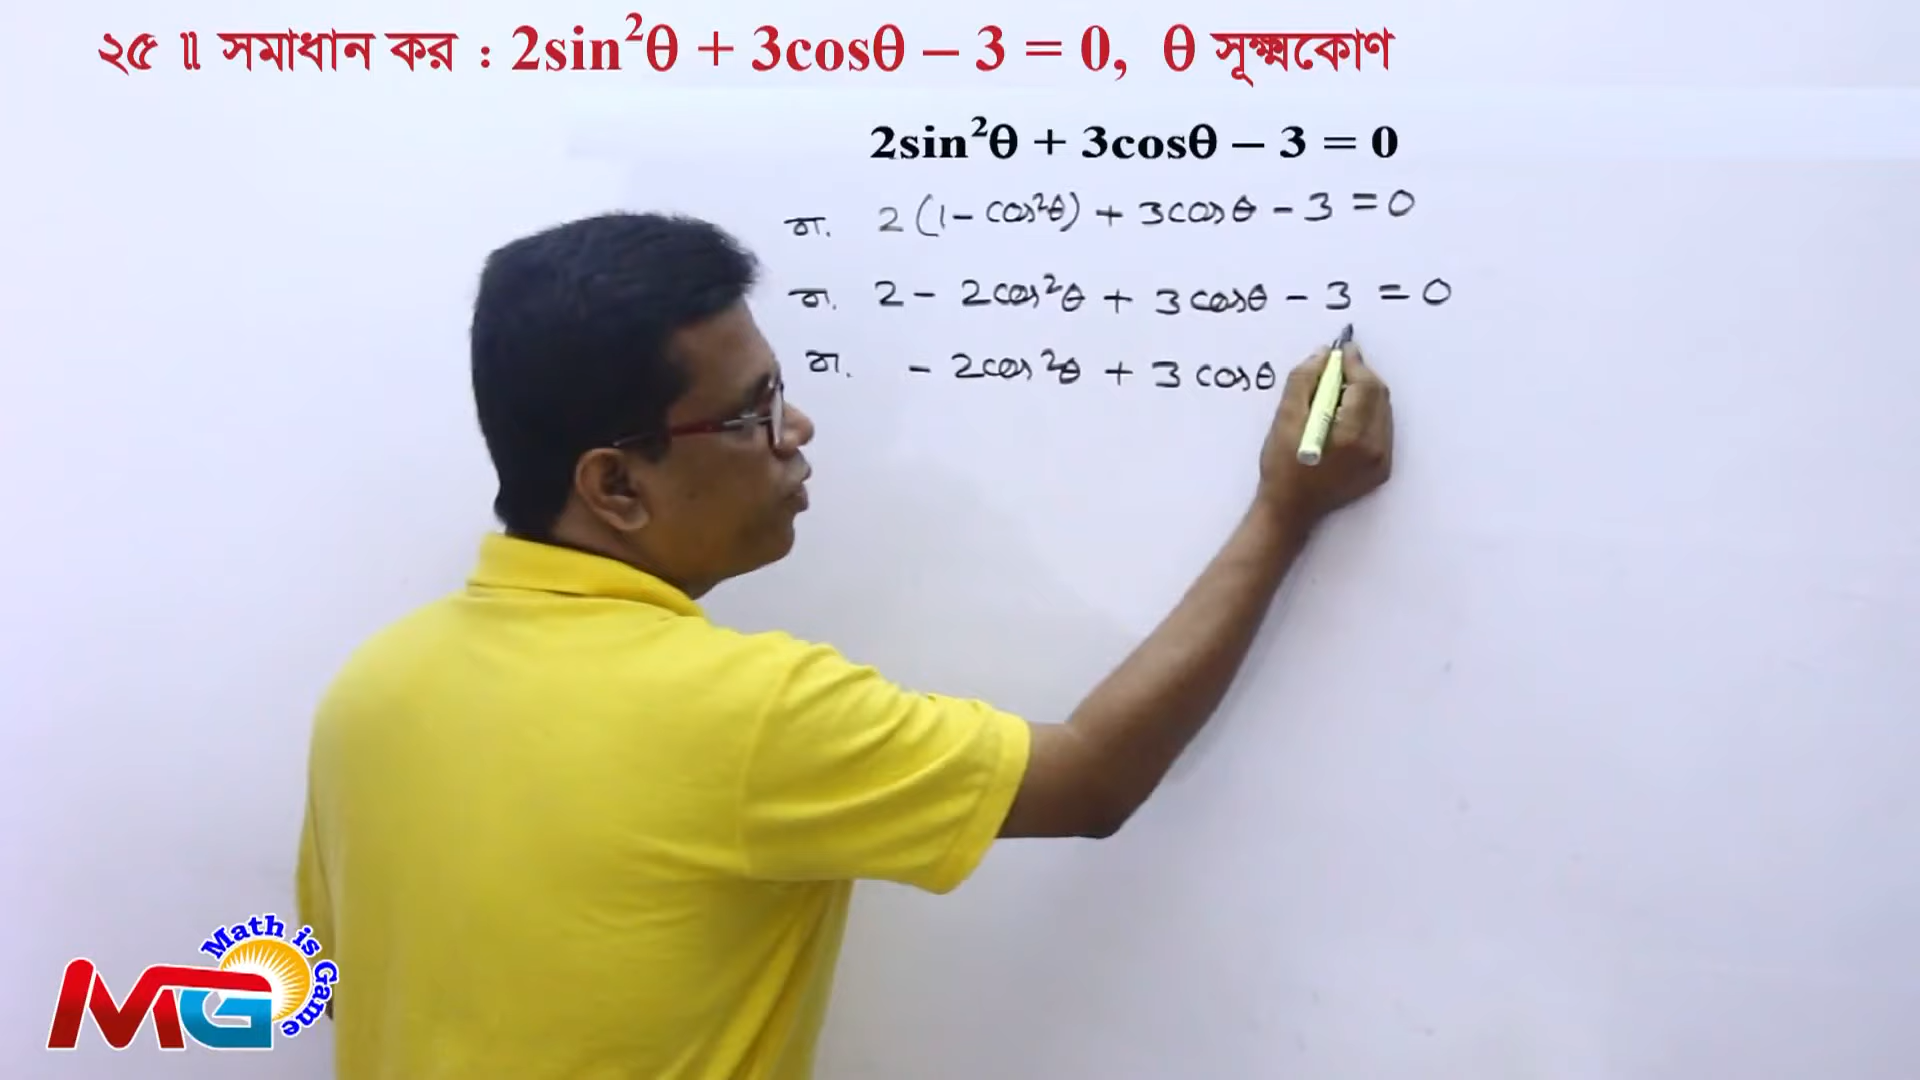 ২৫ ॥ সমাধান কর : 2sin²θ + 3cosθ – 3 = 0, θ সূক্ষ্মকোণ
2sin²θ + 3cosθ – 3 = 0
বা. 2 (1 - cos²θ) + 3cosθ - 3 = 0
বা. 2 - 2cos²θ + 3cosθ - 3 = 0
বা. - 2cos²θ + 3cosθ
Math is Game
MG